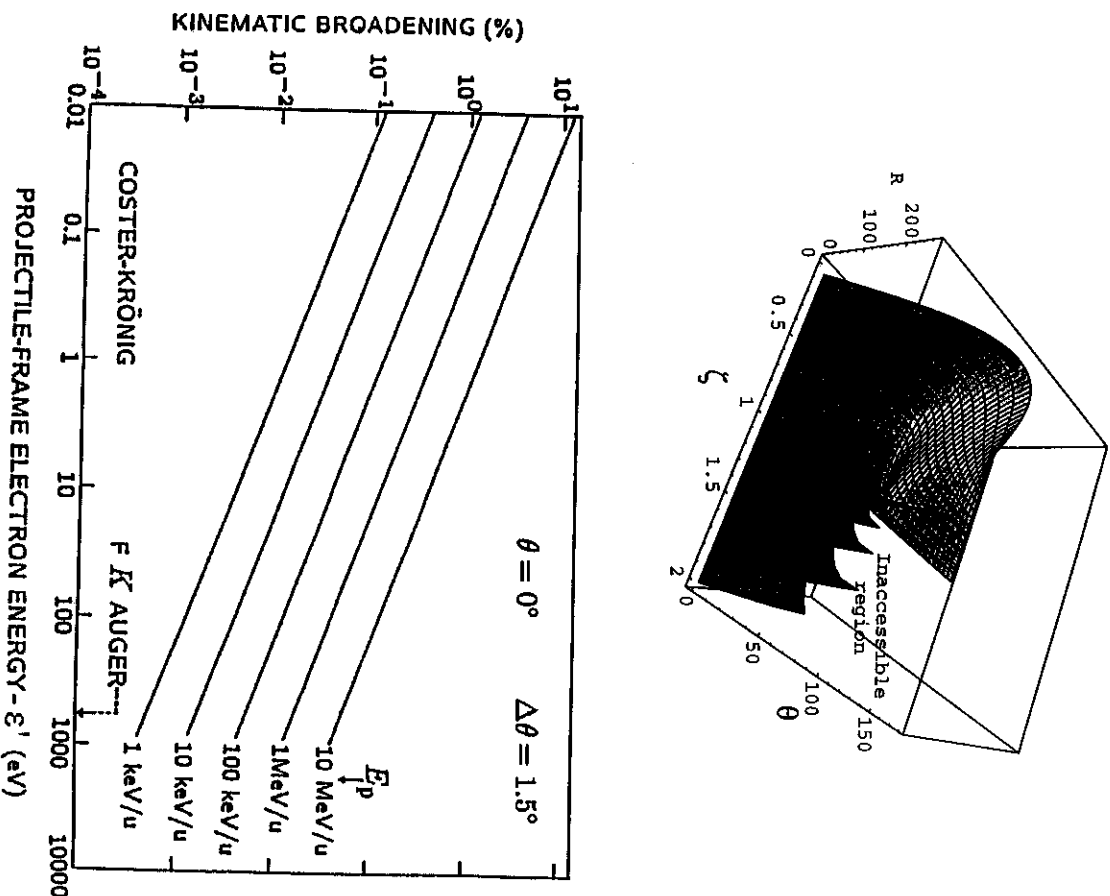 KINEMATIC BROADENING (%)
10¹
10⁰
10⁻¹
10⁻²
10⁻³
10⁻⁴
θ = 0°
Δθ = 1.5°
Eₚ
10 MeV/u
1MeV/u
100 keV/u
10 keV/u
1 keV/u
COSTER-KRÖNIG
F K AUGER
0.01
0.1
1
10
100
1000
10000
PROJECTILE-FRAME ELECTRON ENERGY- ε' (eV)
R
200
100
0
0
0.5
1
1.5
2
ζ
0
50
100
150
θ
Inaccessible
region